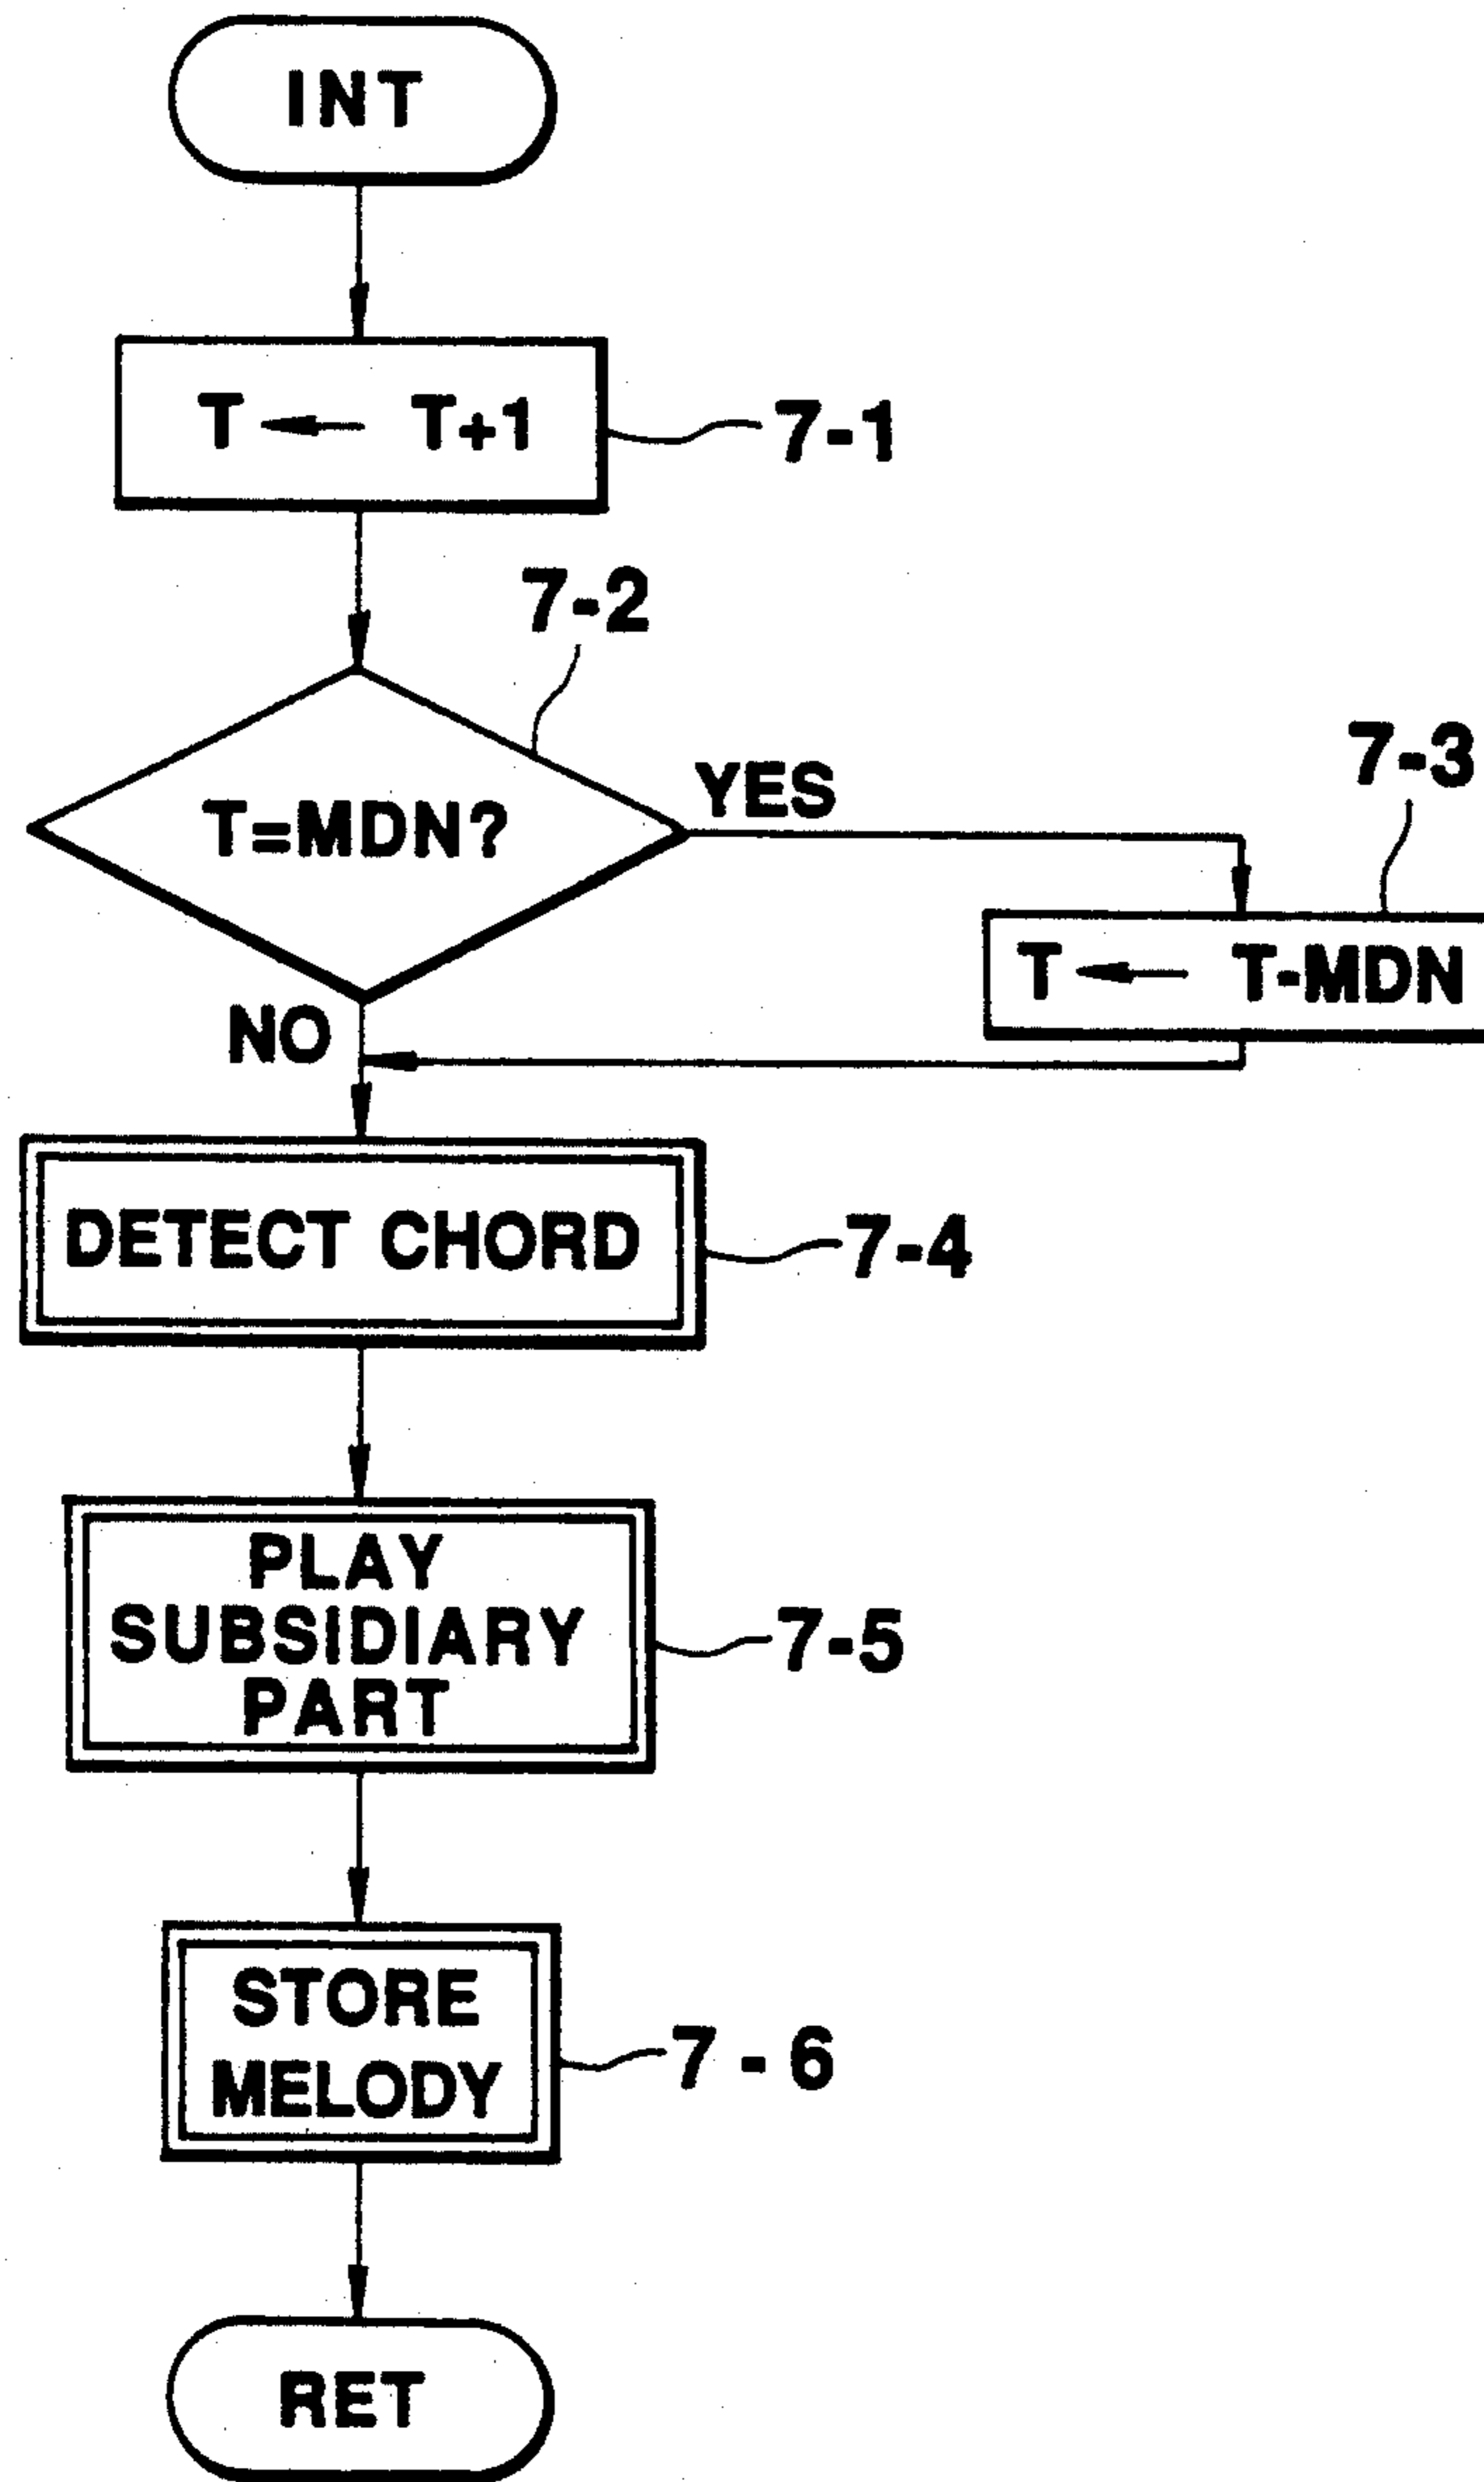 INT
T ← T+1
7-1
7-2
T=MDN?
YES
7-3
T ← T-MDN
NO
DETECT CHORD
7-4
PLAY
SUBSIDIARY
PART
7-5
STORE
MELODY
7-6
RET